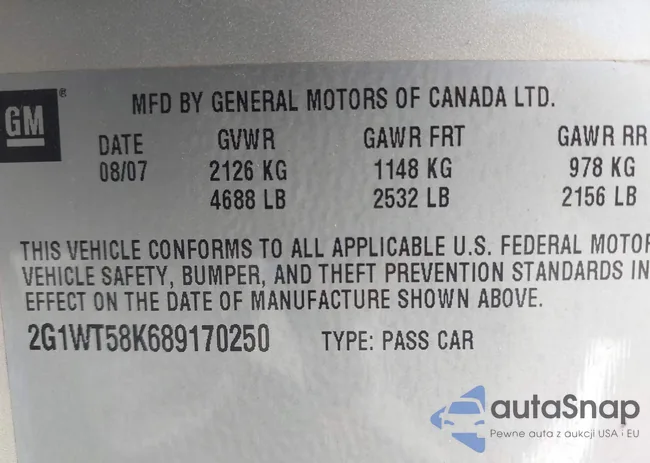 GM®
MFD BY GENERAL MOTORS OF CANADA LTD.
DATE GVWR GAWR FRT GAWR RR
08/07 2126 KG 1148 KG 978 KG
4688 LB 2532 LB 2156 LB
THIS VEHICLE CONFORMS TO ALL APPLICABLE U.S. FEDERAL MOTOR
VEHICLE SAFETY, BUMPER, AND THEFT PREVENTION STANDARDS IN
EFFECT ON THE DATE OF MANUFACTURE SHOWN ABOVE.
2G1WT58K689170250 TYPE: PASS CAR
autaSnap
Pewne auta z aukcji USA i EU